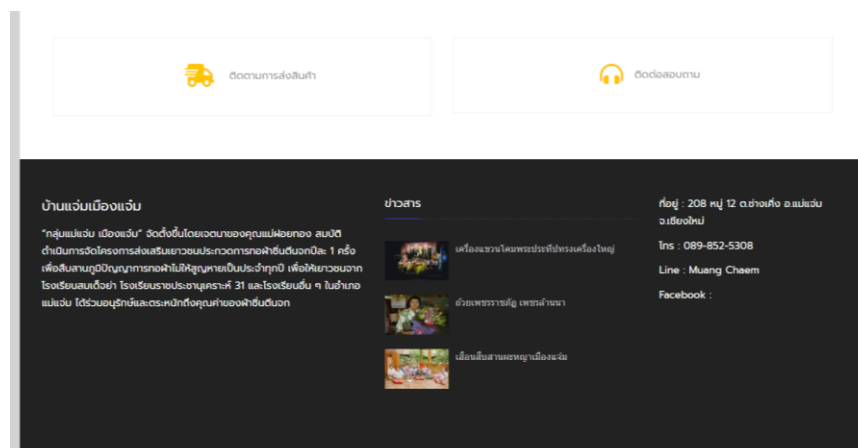 ติดตามการส่งสินค้า
ติดต่อสอบถาม
บ้านแจ่มเมืองแจ๋ม
"กลุ่มแม่แจ่ม เมืองแจ๋ม" จัดตั้งขึ้นโดยเจตนาของคุณแม่ฝอยทอง สมบัติ
ดำเนินการจัดโครงการส่งเสริมเยาวชนประกวดการทอผ้าซิ่นตีนจกปีละ 1 ครั้ง
เพื่อสืบสานภูมิปัญญาการทอผ้าไม่ให้สูญหายเป็นประจำทุกปี เพื่อให้เยาวชนจาก
โรงเรียนสมเด็จย่า โรงเรียนราชประชานุเคราะห์ 31 และโรงเรียนอื่น ๆ ในอำเภอ
แม่แจ่ม ได้ร่วมอนุรักษ์และตระหนักถึงคุณค่าของผ้าซิ่นตีนจก
ข่าวสาร
เครื่องแขวนโคมพระประทีปทรงเครื่องใหญ่
ถ้วยเพชรราชภัฏ เพชรล้านนา
เฮือนสืบสานผะหญาเมืองแจ๋ม
ที่อยู่ : 208 หมู่ 12 ต.ช่างเคิ่ง อ.แม่แจ่ม
จ.เชียงใหม่
โทร : 089-852-5308
Line : Muang Chaem
Facebook :